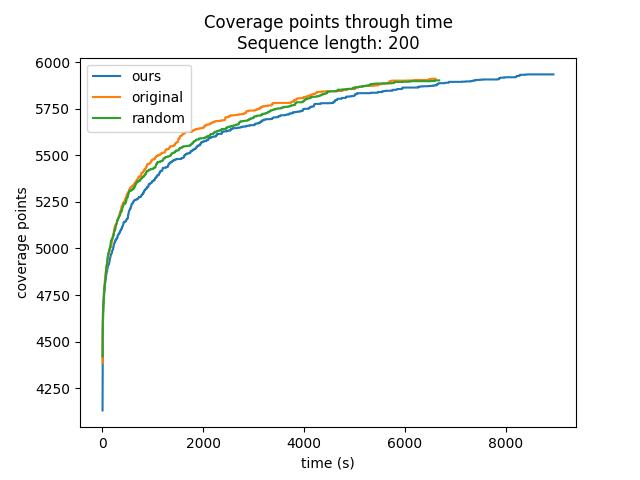 Coverage points through time
Sequence length: 200
ours
original
random
6000
5750
5500
5250
5000
4750
4500
4250
coverage points
0
2000
4000
6000
8000
time (s)